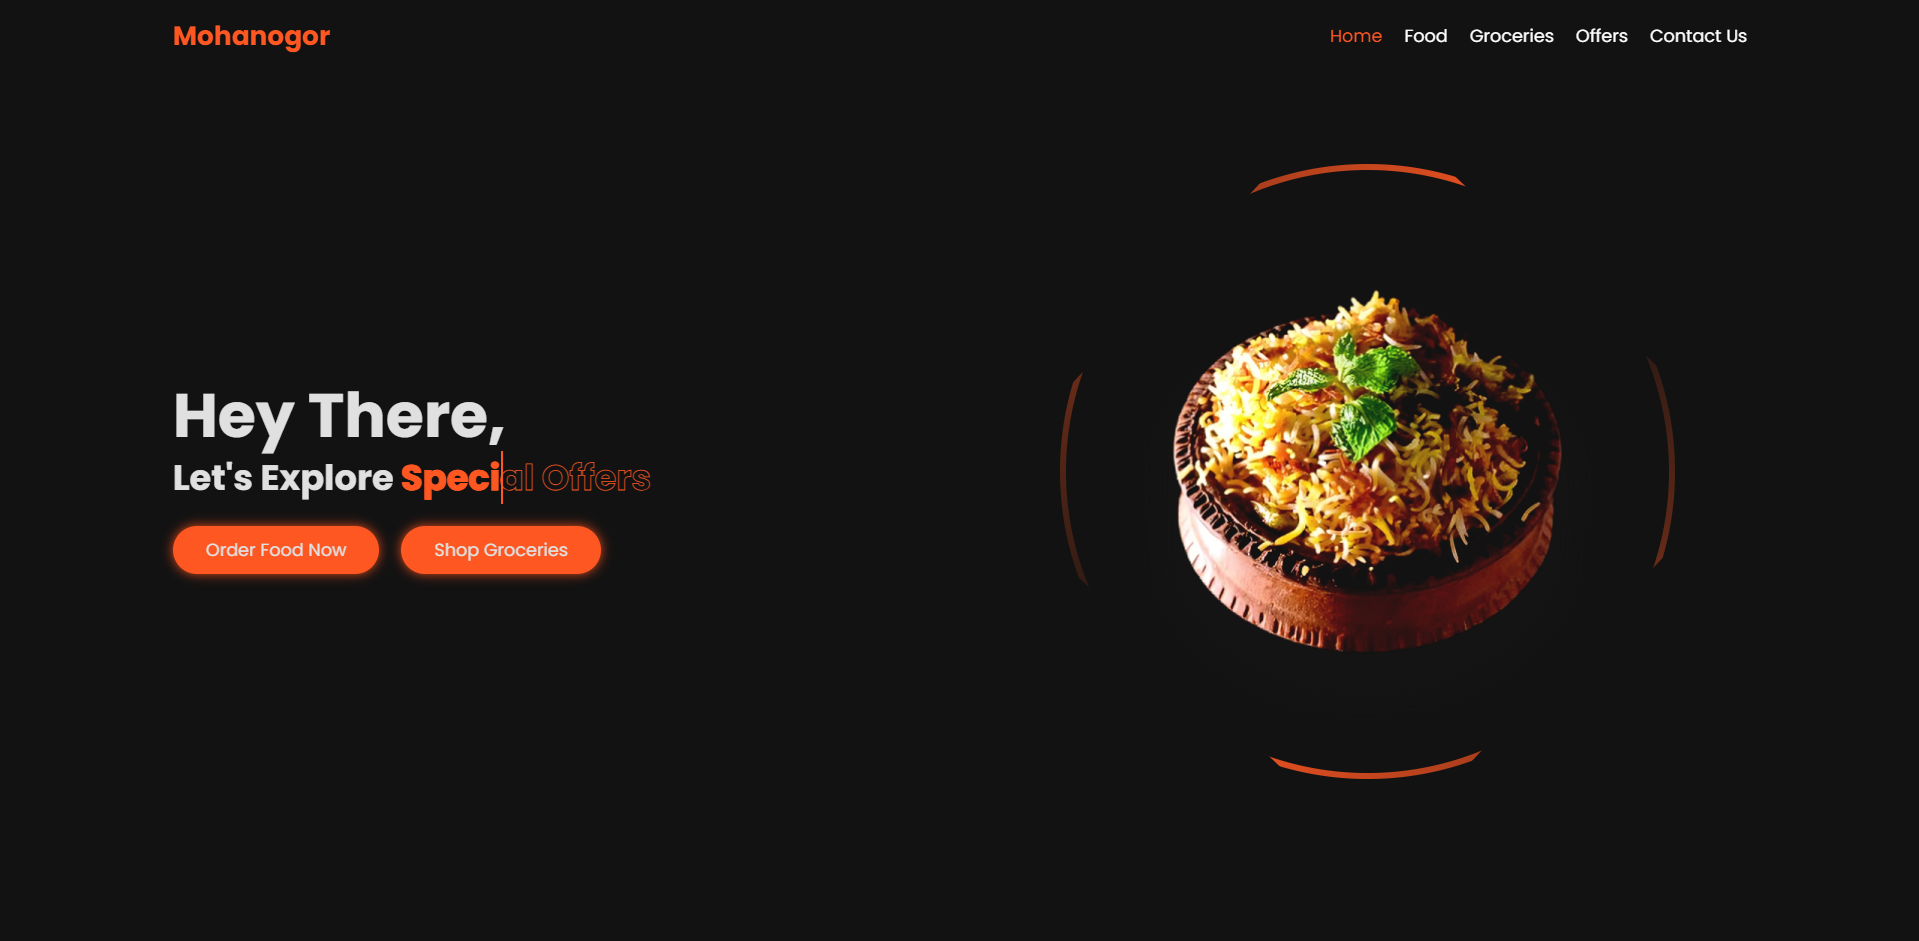 Mohanogor
Home Food Groceries Offers Contact Us
Hey There,
Let's Explore Special Offers
Order Food Now
Shop Groceries